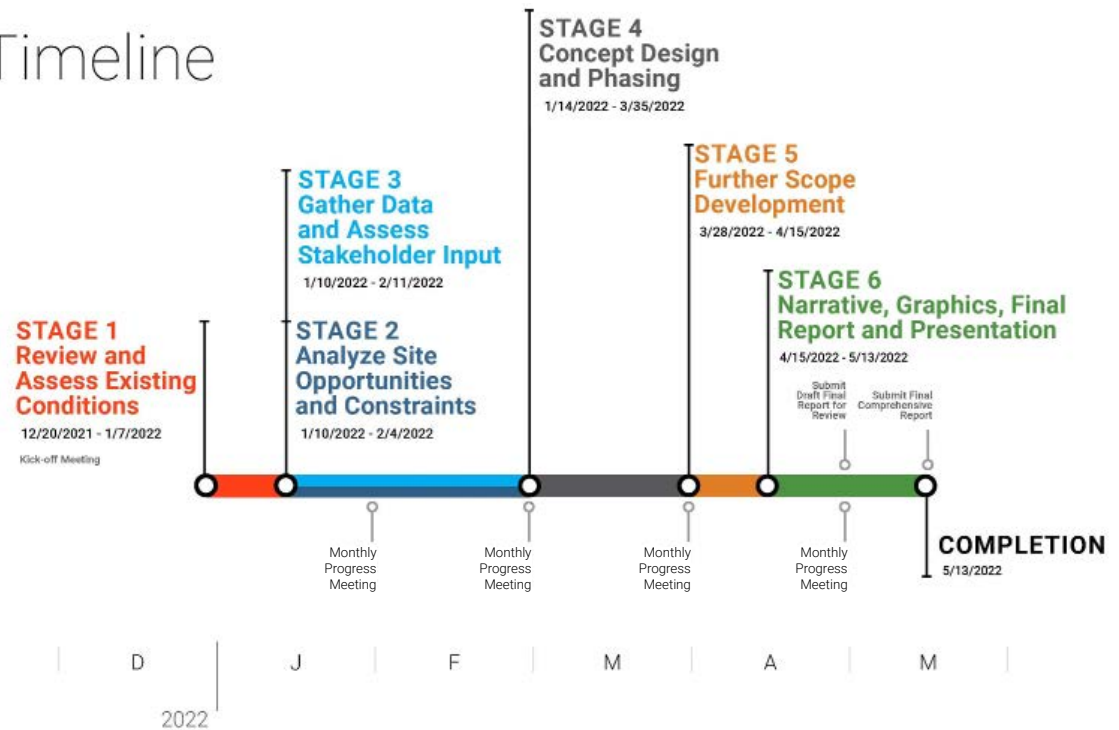 Timeline
STAGE 4
Concept Design
and Phasing
1/14/2022 - 3/35/2022
STAGE 5
Further Scope
Development
3/28/2022 - 4/15/2022
STAGE 3
Gather Data
and Assess
Stakeholder Input
1/10/2022 - 2/11/2022
STAGE 6
Narrative, Graphics, Final
Report and Presentation
4/15/2022 - 5/13/2022
STAGE 1
Review and
Assess Existing
Conditions
12/20/2021 - 1/7/2022
Kick-off Meeting
STAGE 2
Analyze Site
Opportunities
and Constraints
1/10/2022 - 2/4/2022
Submit
Draft Final
Report for
Review
Submit Final
Comprehensive
Report
Monthly
Progress
Meeting
Monthly
Progress
Meeting
Monthly
Progress
Meeting
Monthly
Progress
Meeting
COMPLETION
5/13/2022
D J F M A M
2022